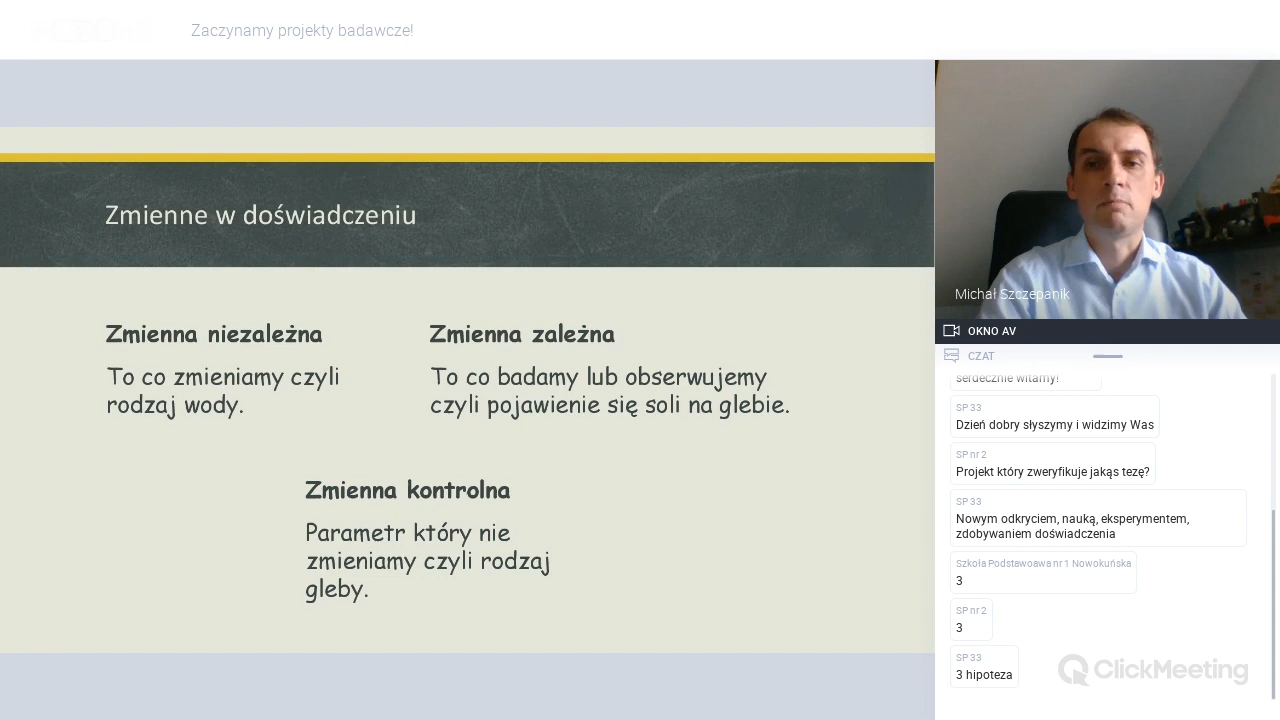 Zaczynamy projekty badawcze!
Zmienne w doświadczeniu
Zmienna niezależna
To co zmieniamy czyli
rodzaj wody.
Zmienna zależna
To co badamy lub obserwujemy
czyli pojawienie się soli na glebie.
Zmienna kontrolna
Parametr który nie
zmieniamy czyli rodzaj
gleby.
Michał Szczepanik
OKNO AV
CZAT
serdecznie witamy!
SP 33
Dzień dobry słyszymy i widzimy Was
SP nr 2
Projekt który zweryfikuje jakąs tezę?
SP 33
Nowym odkryciem, nauką, eksperymentem,
zdobywaniem doświadczenia
Szkoła Podstawoawa nr 1 Nowokuńska
3
SP nr 2
3
SP 33
3 hipoteza
ClickMeeting